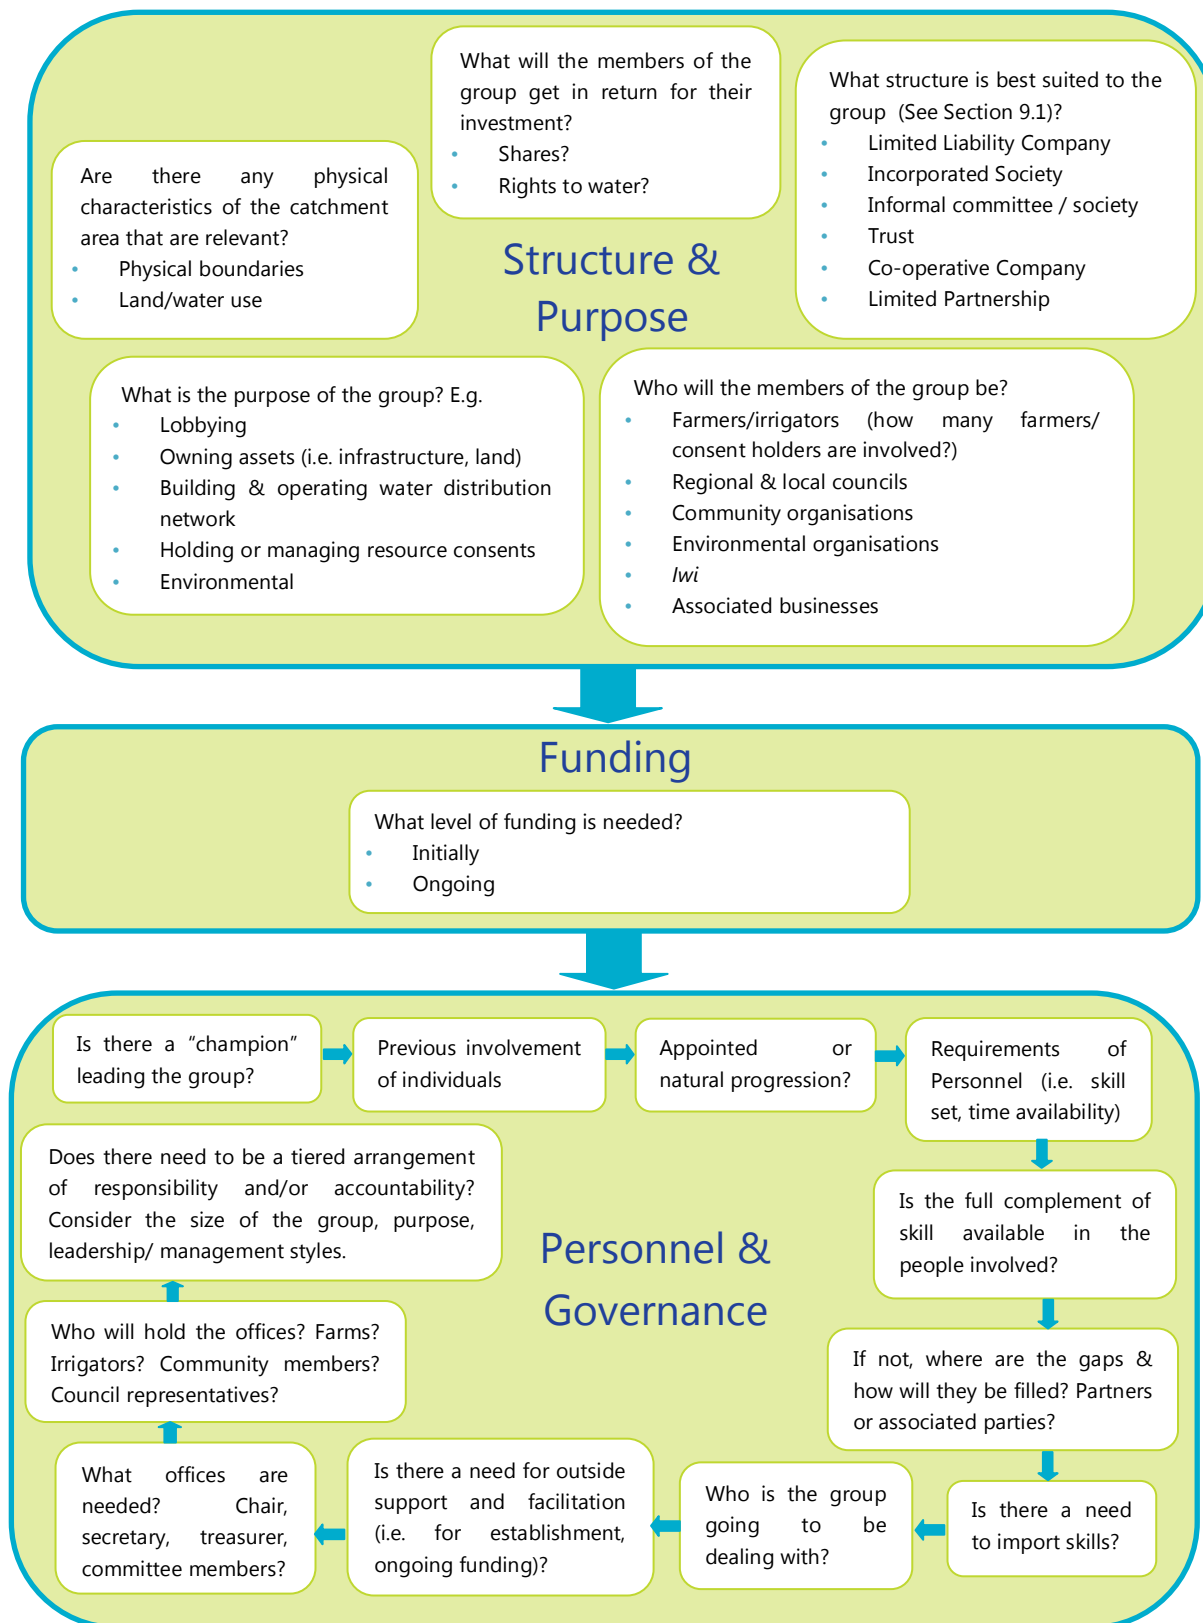 What will the members of the
group get in return for their
investment?
• Shares?
• Rights to water?
What structure is best suited to the
group (See Section 9.1)?
• Limited Liability Company
• Incorporated Society
• Informal committee / society
• Trust
• Co-operative Company
• Limited Partnership
Are there any physical
characteristics of the catchment
area that are relevant?
• Physical boundaries
• Land/water use
Structure &
Purpose
What is the purpose of the group? E.g.
• Lobbying
• Owning assets (i.e. infrastructure, land)
• Building & operating water distribution
network
• Holding or managing resource consents
• Environmental
Who will the members of the group be?
• Farmers/irrigators (how many farmers/
consent holders are involved?)
• Regional & local councils
• Community organisations
• Environmental organisations
• Iwi
• Associated businesses
Funding
What level of funding is needed?
• Initially
• Ongoing
Is there a “champion”
leading the group?
Previous involvement
of individuals
Appointed or
natural progression?
Requirements of
Personnel (i.e. skill
set, time availability)
Is the full complement of
skill available in the
people involved?
If not, where are the gaps &
how will they be filled? Partners
or associated parties?
Is there a need
to import skills?
Who is the group
going to be
dealing with?
Is there a need for outside
support and facilitation
(i.e. for establishment,
ongoing funding)?
What offices are
needed? Chair,
secretary, treasurer,
committee members?
Who will hold the offices? Farms?
Irrigators? Community members?
Council representatives?
Does there need to be a tiered arrangement
of responsibility and/or accountability?
Consider the size of the group, purpose,
leadership/ management styles.
Personnel &
Governance